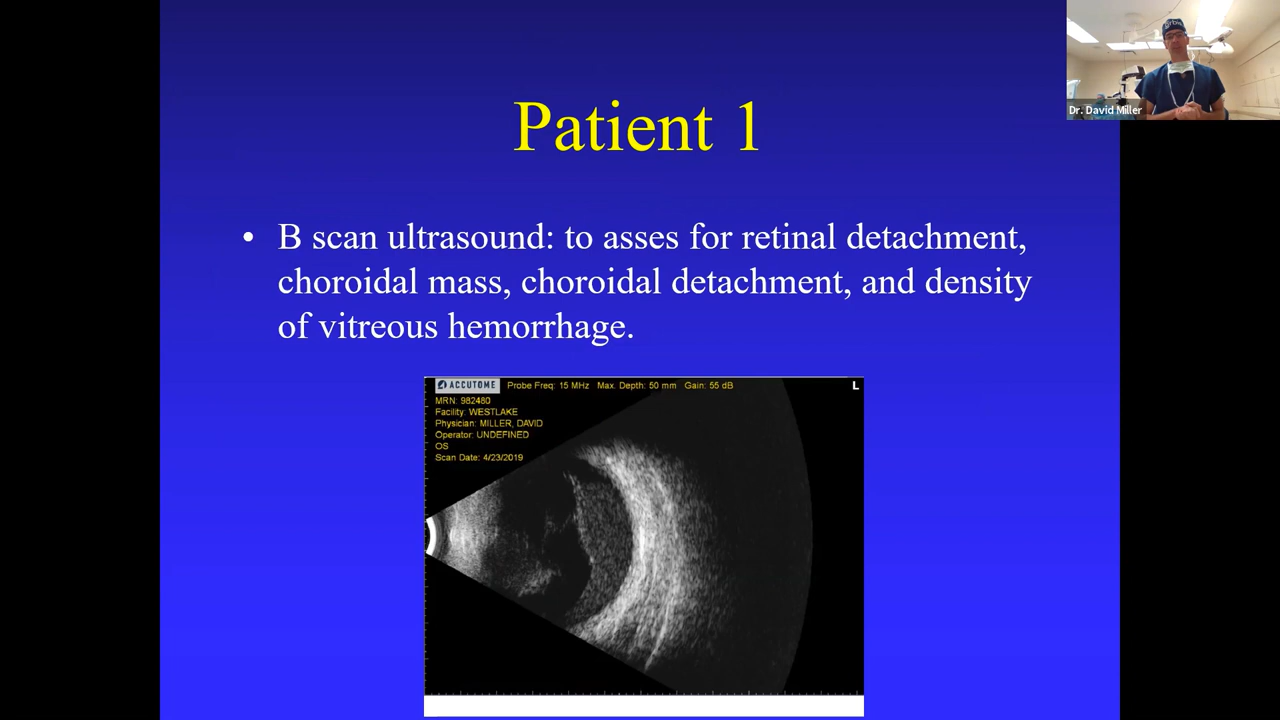 Patient 1
Dr. David Miller
• B scan ultrasound: to asses for retinal detachment,
choroidal mass, choroidal detachment, and density
of vitreous hemorrhage.
ACCUTOME Probe Freq: 15 MHz Max. Depth: 50 mm Gain: 55 dB L
MRN: 982480
Facility: WESTLAKE
Physician: MILLER, DAVID
Operator: UNDEFINED
OS
Scan Date: 4/23/2019